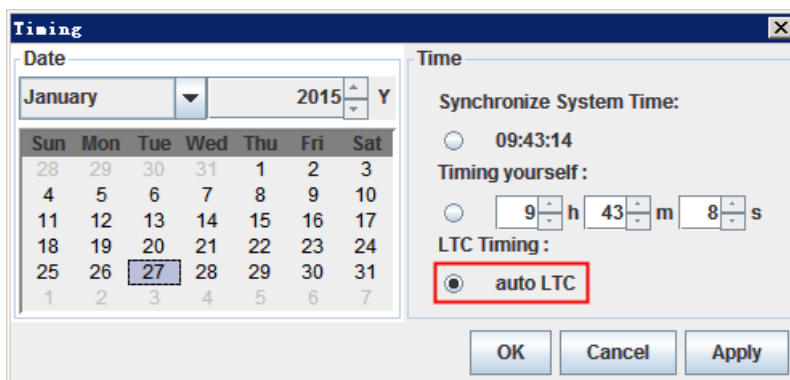 Timing
Date
January 2015 Y
Sun Mon Tue Wed Thu Fri Sat
28 29 30 31 1 2 3
4 5 6 7 8 9 10
11 12 13 14 15 16 17
18 19 20 21 22 23 24
25 26 27 28 29 30 31
1 2 3 4 5 6 7
Time
Synchronize System Time:
09:43:14
Timing yourself :
9 h 43 m 8 s
LTC Timing :
auto LTC
OK Cancel Apply